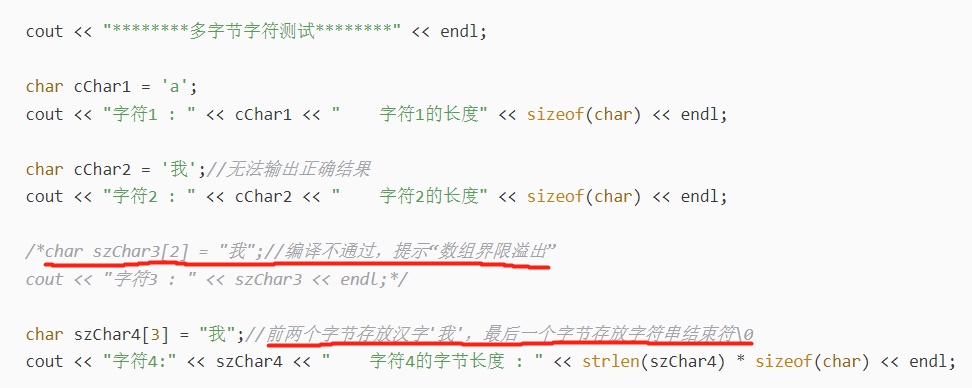 cout << "********多字节字符测试********" << endl;
char cChar1 = 'a';
cout << "字符1 : " << cChar1 << "    字符1的长度" << sizeof(char) << endl;
char cChar2 = '我';//无法输出正确结果
cout << "字符2 : " << cChar2 << "    字符2的长度" << sizeof(char) << endl;
/*char szChar3[2] = "我";//编译不通过，提示“数组界限溢出”
cout << "字符3 : " << szChar3 << endl;*/
char szChar4[3] = "我";//前两个字节存放汉字'我'，最后一个字节存放字符串结束符\0
cout << "字符4:" << szChar4 << "    字符4的字节长度 : " << strlen(szChar4) * sizeof(char) << endl;